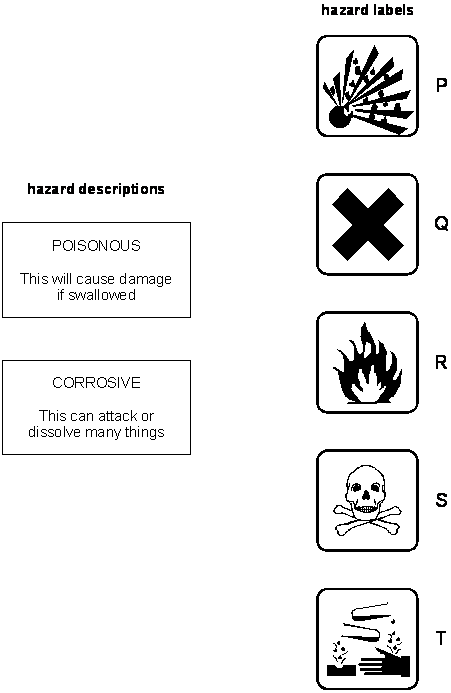 hazard labels
P
Q
hazard descriptions
POISONOUS
This will cause damage
if swallowed
CORROSIVE
This can attack or
dissolve many things
R
S
T